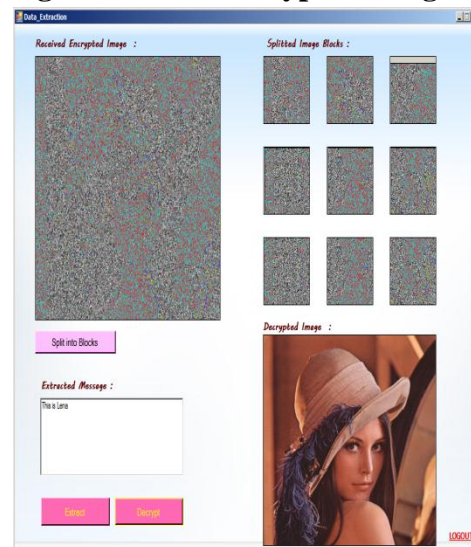 Data_Extraction
Received Encrypted Image :
Splitted Image Blocks :
Split into Blocks
Decrypted Image :
Extracted Message :
This is Lena
Extract
Decrypt
LOGOUT